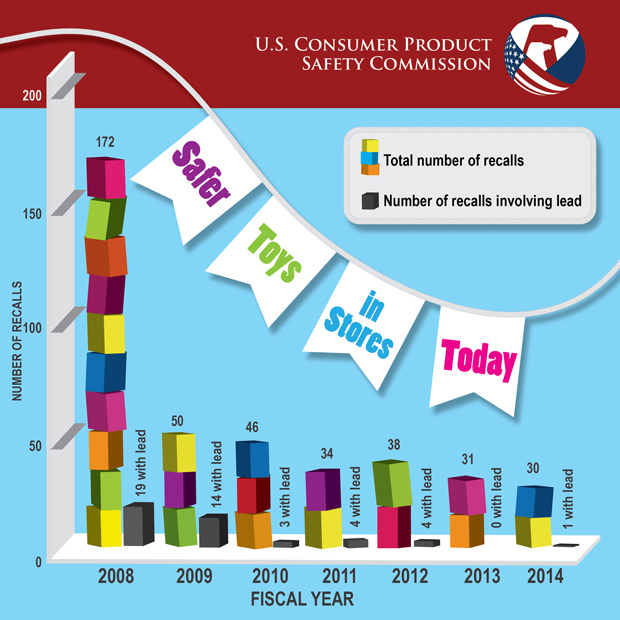 U.S. CONSUMER PRODUCT
SAFETY COMMISSION
Safer
Toys
in
Stores
Today
Total number of recalls
Number of recalls involving lead
NUMBER OF RECALLS
200
150
100
50
0
172
19 with lead
50
14 with lead
46
3 with lead
34
4 with lead
38
4 with lead
31
0 with lead
30
1 with lead
2008 2009 2010 2011 2012 2013 2014
FISCAL YEAR